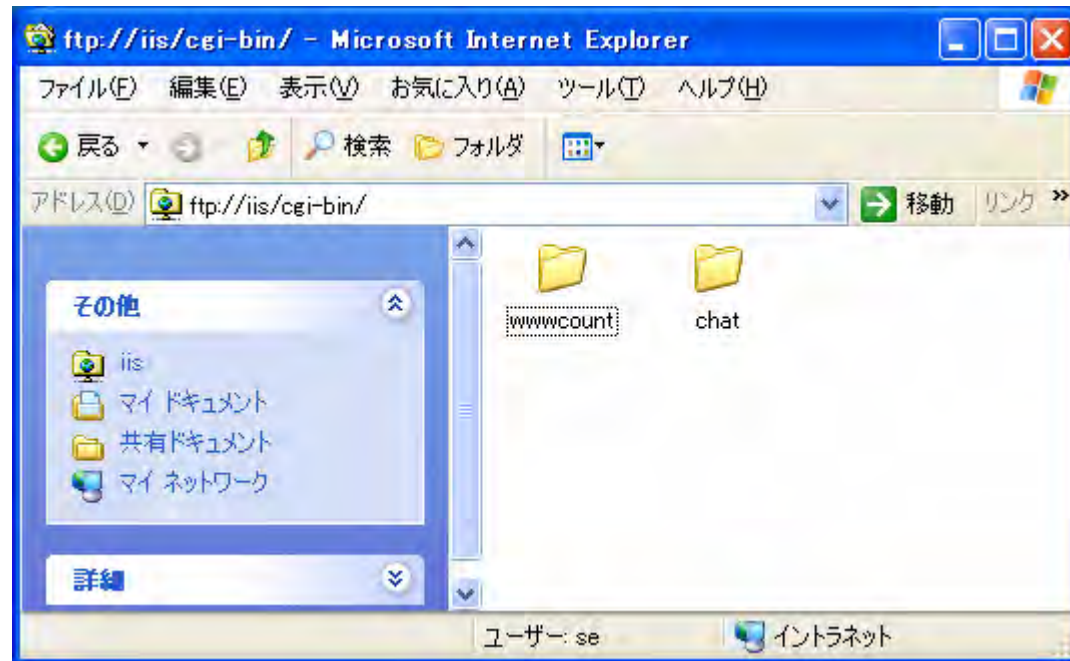 ftp://iis/cgi-bin/ - Microsoft Internet Explorer
ファイル(F) 編集(E) 表示(V) お気に入り(A) ツール(T) ヘルプ(H)
戻る 検索 フォルダ
アドレス(D) ftp://iis/cgi-bin/ 移動 リンク »
その他
iis
マイ ドキュメント
共有ドキュメント
マイ ネットワーク
詳細
wwwcount chat
ユーザー: se イントラネット